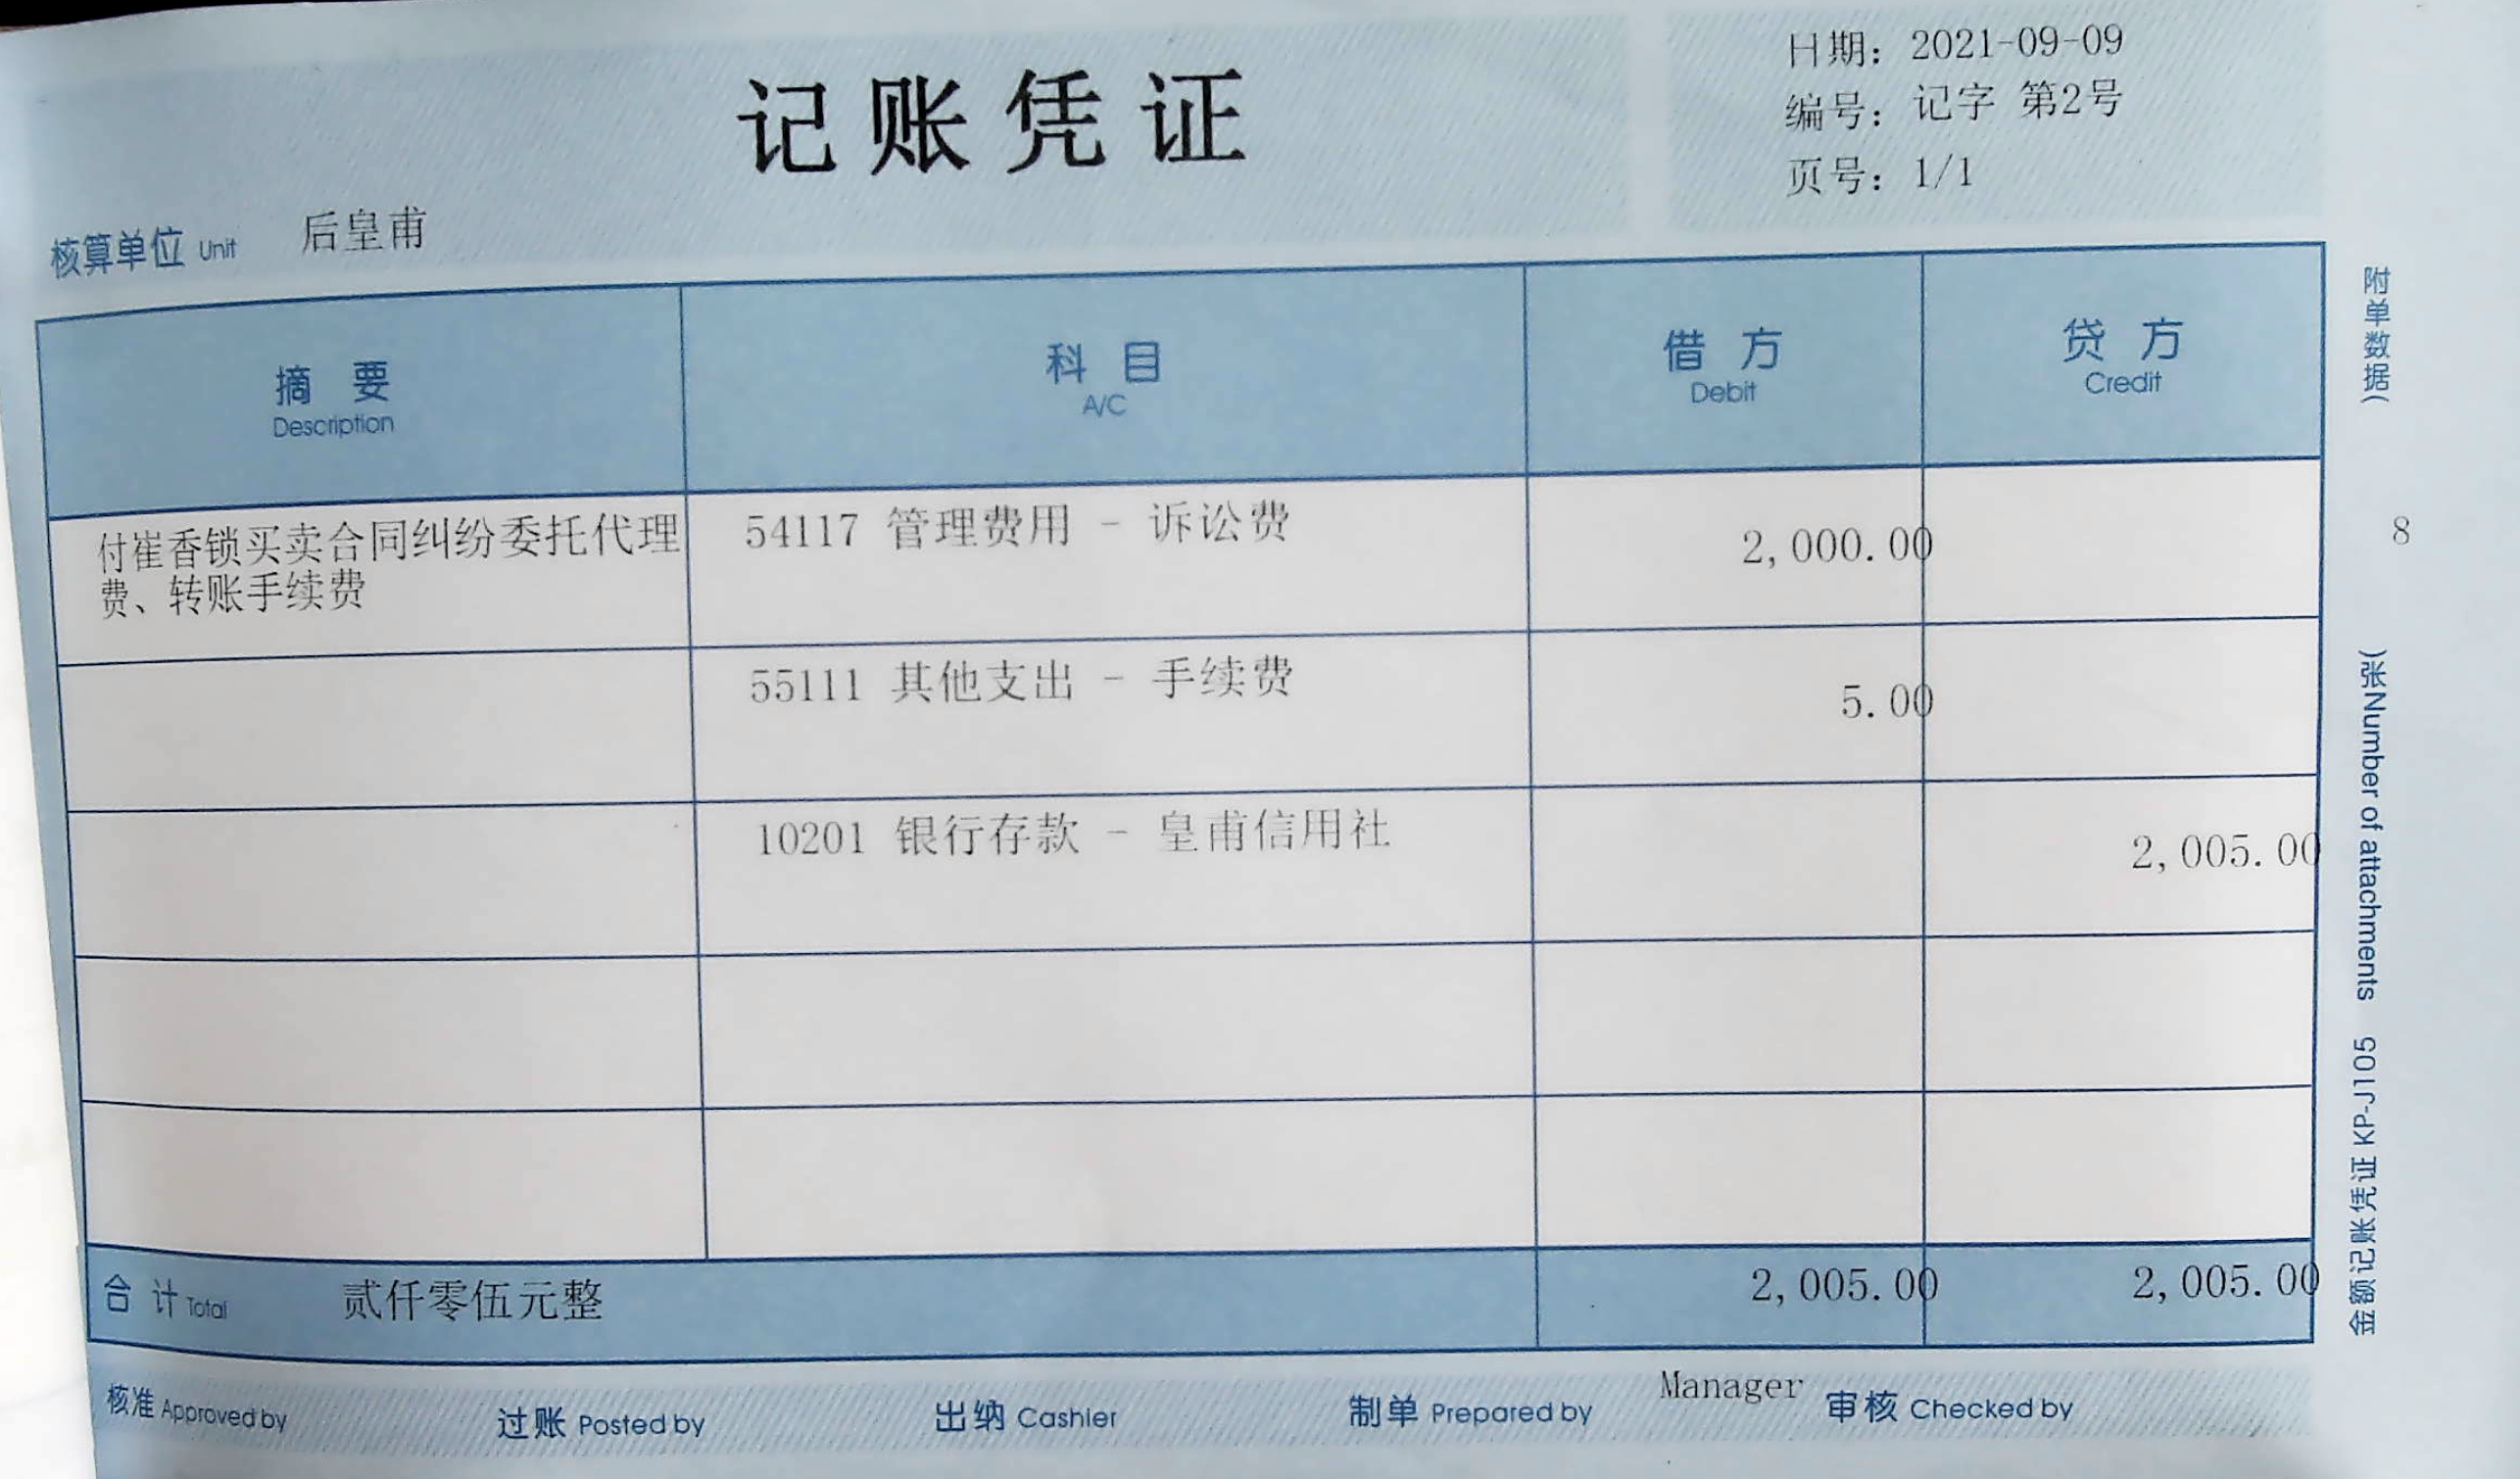 记账凭证
日期: 2021-09-09
编号: 记字 第2号
页号: 1/1
核算单位 Unit 后皇甫
摘 要 科 目 借 方 贷 方
Description A/C Debit Credit
付崔香锁买卖合同纠纷委托代理
费、转账手续费
54117 管理费用 - 诉讼费 2,000.00
55111 其他支出 - 手续费 5.00
10201 银行存款 - 皇甫信用社 2,005.00
合 计 Total 贰仟零伍元整 2,005.00 2,005.00
核准 Approved by 过账 Posted by 出纳 Cashier 制单 Prepared by Manager 审核 Checked by
附单数据( 8 )张Number of attachments
金额记账凭证 KP-J105